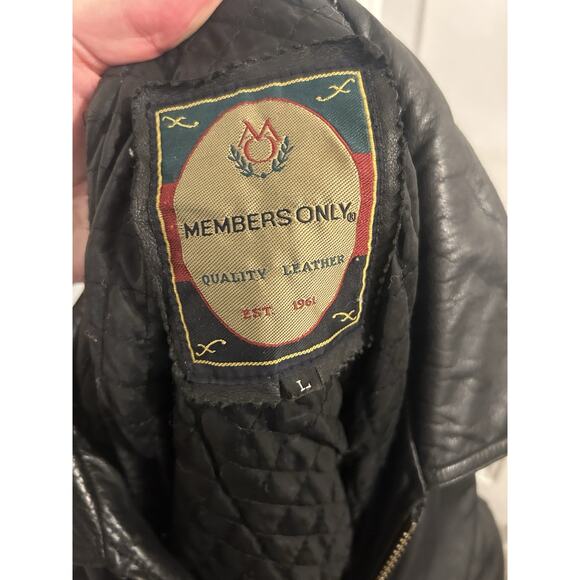 MO
MEMBERS ONLY®
QUALITY LEATHER
EST. 1961
L